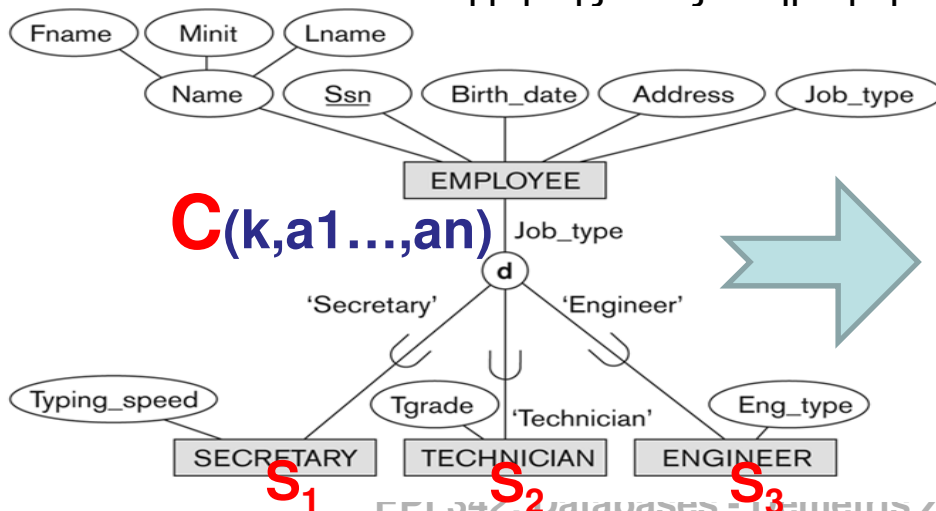 Fname Minit Lname
Name Ssn Birth_date Address Job_type
EMPLOYEE
C(k,a1...,an) Job_type
d
'Secretary' 'Engineer'
Typing_speed Tgrade 'Technician' Eng_type
SECRETARY TECHNICIAN ENGINEER
S1 S2 S3
Databases -